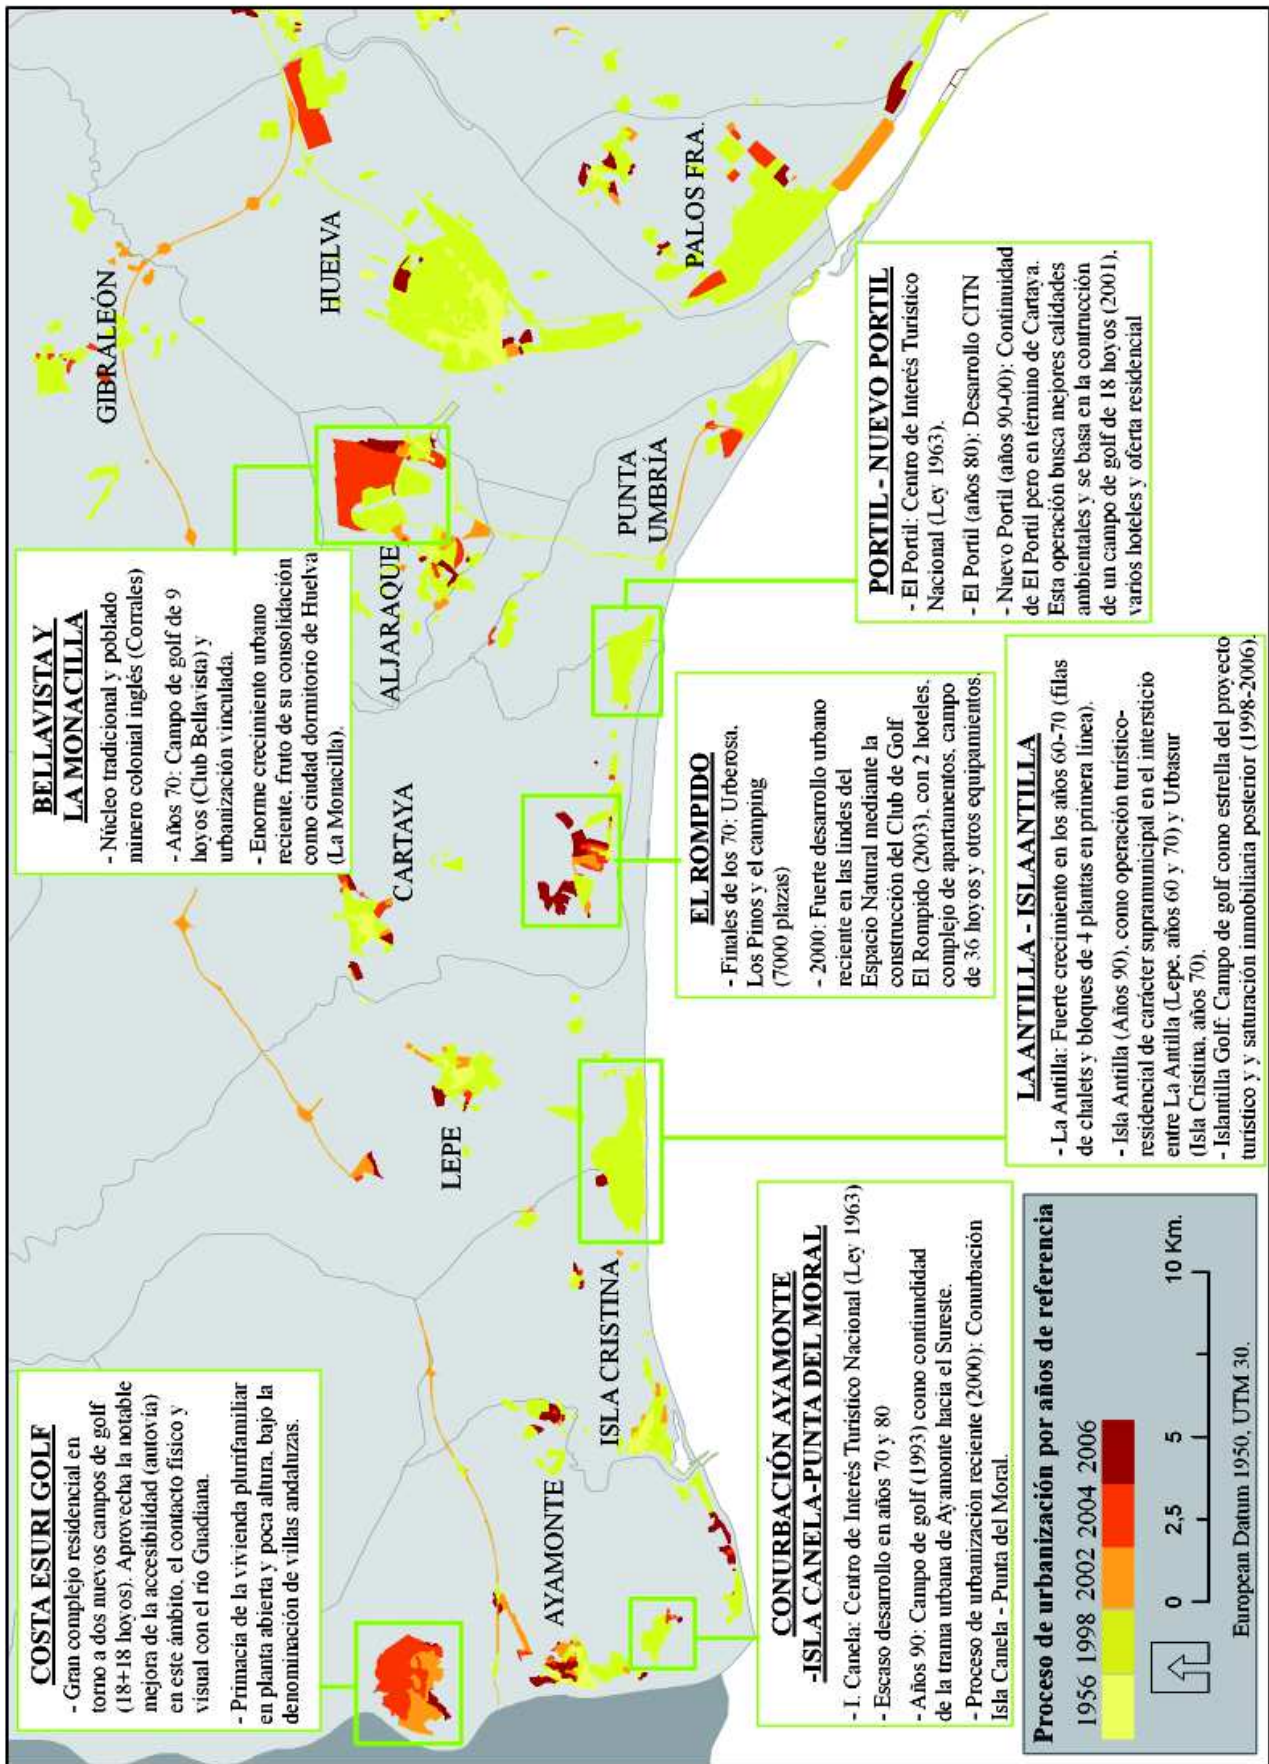 COSTA ESURI GOLF
- Gran complejo residencial en
torno a dos nuevos campos de golf
(18+18 hoyos). Aprovecha la notable
mejora de la accesibilidad (autovía)
en este ámbito, el contacto físico y
visual con el río Guadiana.
- Primacía de la vivienda plurifamiliar
en planta abierta y poca altura, bajo la
denominación de villas andaluzas.
BELLAVISTA Y
LA MONACILLA
- Núcleo tradicional y poblado
minero colonial inglés (Corrales)
- Años 70: Campo de golf de 9
hoyos (Club Bellavista) y
urbanización vinculada.
- Enorme crecimiento urbano
reciente, fruto de su consolidación
como ciudad dormitorio de Huelva
(La Monacilla).
GIBRALEÓN
HUELVA
ALJARAQUE
CARTAYA
LEPE
AYAMONTE
ISLA CRISTINA
PUNTA
UMBRÍA
PALOS FRA.
CONURBACIÓN AYAMONTE
-ISLA CANELA-PUNTA DEL MORAL
- I. Canela: Centro de Interés Turístico Nacional (Ley 1963)
- Escaso desarrollo en años 70 y 80
- Años 90: Campo de golf (1993) como continudidad
de la trama urbana de Ayamonte hacia el Sureste.
- Proceso de urbanización reciente (2000): Conurbación
Isla Canela - Punta del Moral.
EL ROMPIDO
- Finales de los 70: Urberosa,
Los Pinos y el camping
(7000 plazas)
- 2000: Fuerte desarrollo urbano
reciente en las lindes del
Espacio Natural mediante la
construcción del Club de Golf
El Rompido (2003), con 2 hoteles,
complejo de apartamentos, campo
de 36 hoyos y otros equipamientos.
PORTIL - NUEVO PORTIL
- El Portil: Centro de Interés Turístico
Nacional (Ley 1963).
- El Portil (años 80): Desarrollo CITN
- Nuevo Portil (años 90-00): Continuidad
de El Portil pero en término de Cartaya.
Esta operación busca mejores calidades
ambientales y se basa en la contrucción
de un campo de golf de 18 hoyos (2001),
varios hoteles y oferta residencial
LA ANTILLA - ISLAANTILLA
- La Antilla: Fuerte crecimiento en los años 60-70 (filas
de chalets y bloques de 4 plantas en primera línea).
- Isla Antilla (Años 90), como operación turístico-
residencial de carácter supramunicipal en el intersticio
entre La Antilla (Lepe, años 60 y 70) y Urbasur
(Isla Cristina, años 70).
- Islantilla Golf: Campo de golf como estrella del proyecto
turístico y y saturación inmobiliaria posterior (1998-2006).
Proceso de urbanización por años de referencia
1956 1998 2002 2004 2006
0 2,5 5 10 Km.
European Datum 1950, UTM 30.